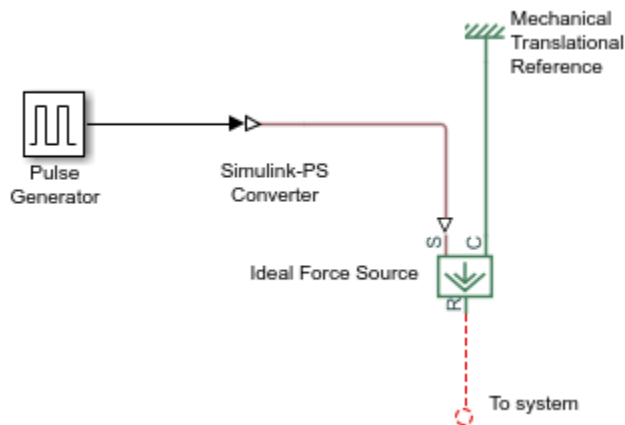 Mechanical
Translational
Reference
Pulse
Generator
Simulink-PS
Converter
S
C
Ideal Force Source
R
To system